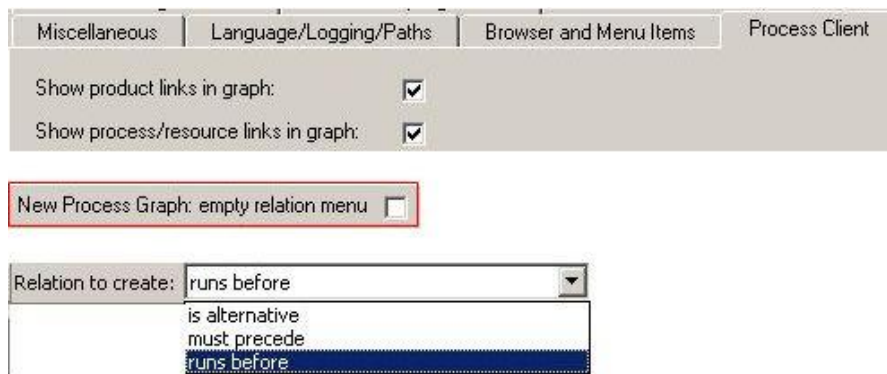 Miscellaneous Language/Logging/Paths Browser and Menu Items Process Client
Show product links in graph:
Show process/resource links in graph:
New Process Graph: empty relation menu
Relation to create: runs before
is alternative
must precede
runs before